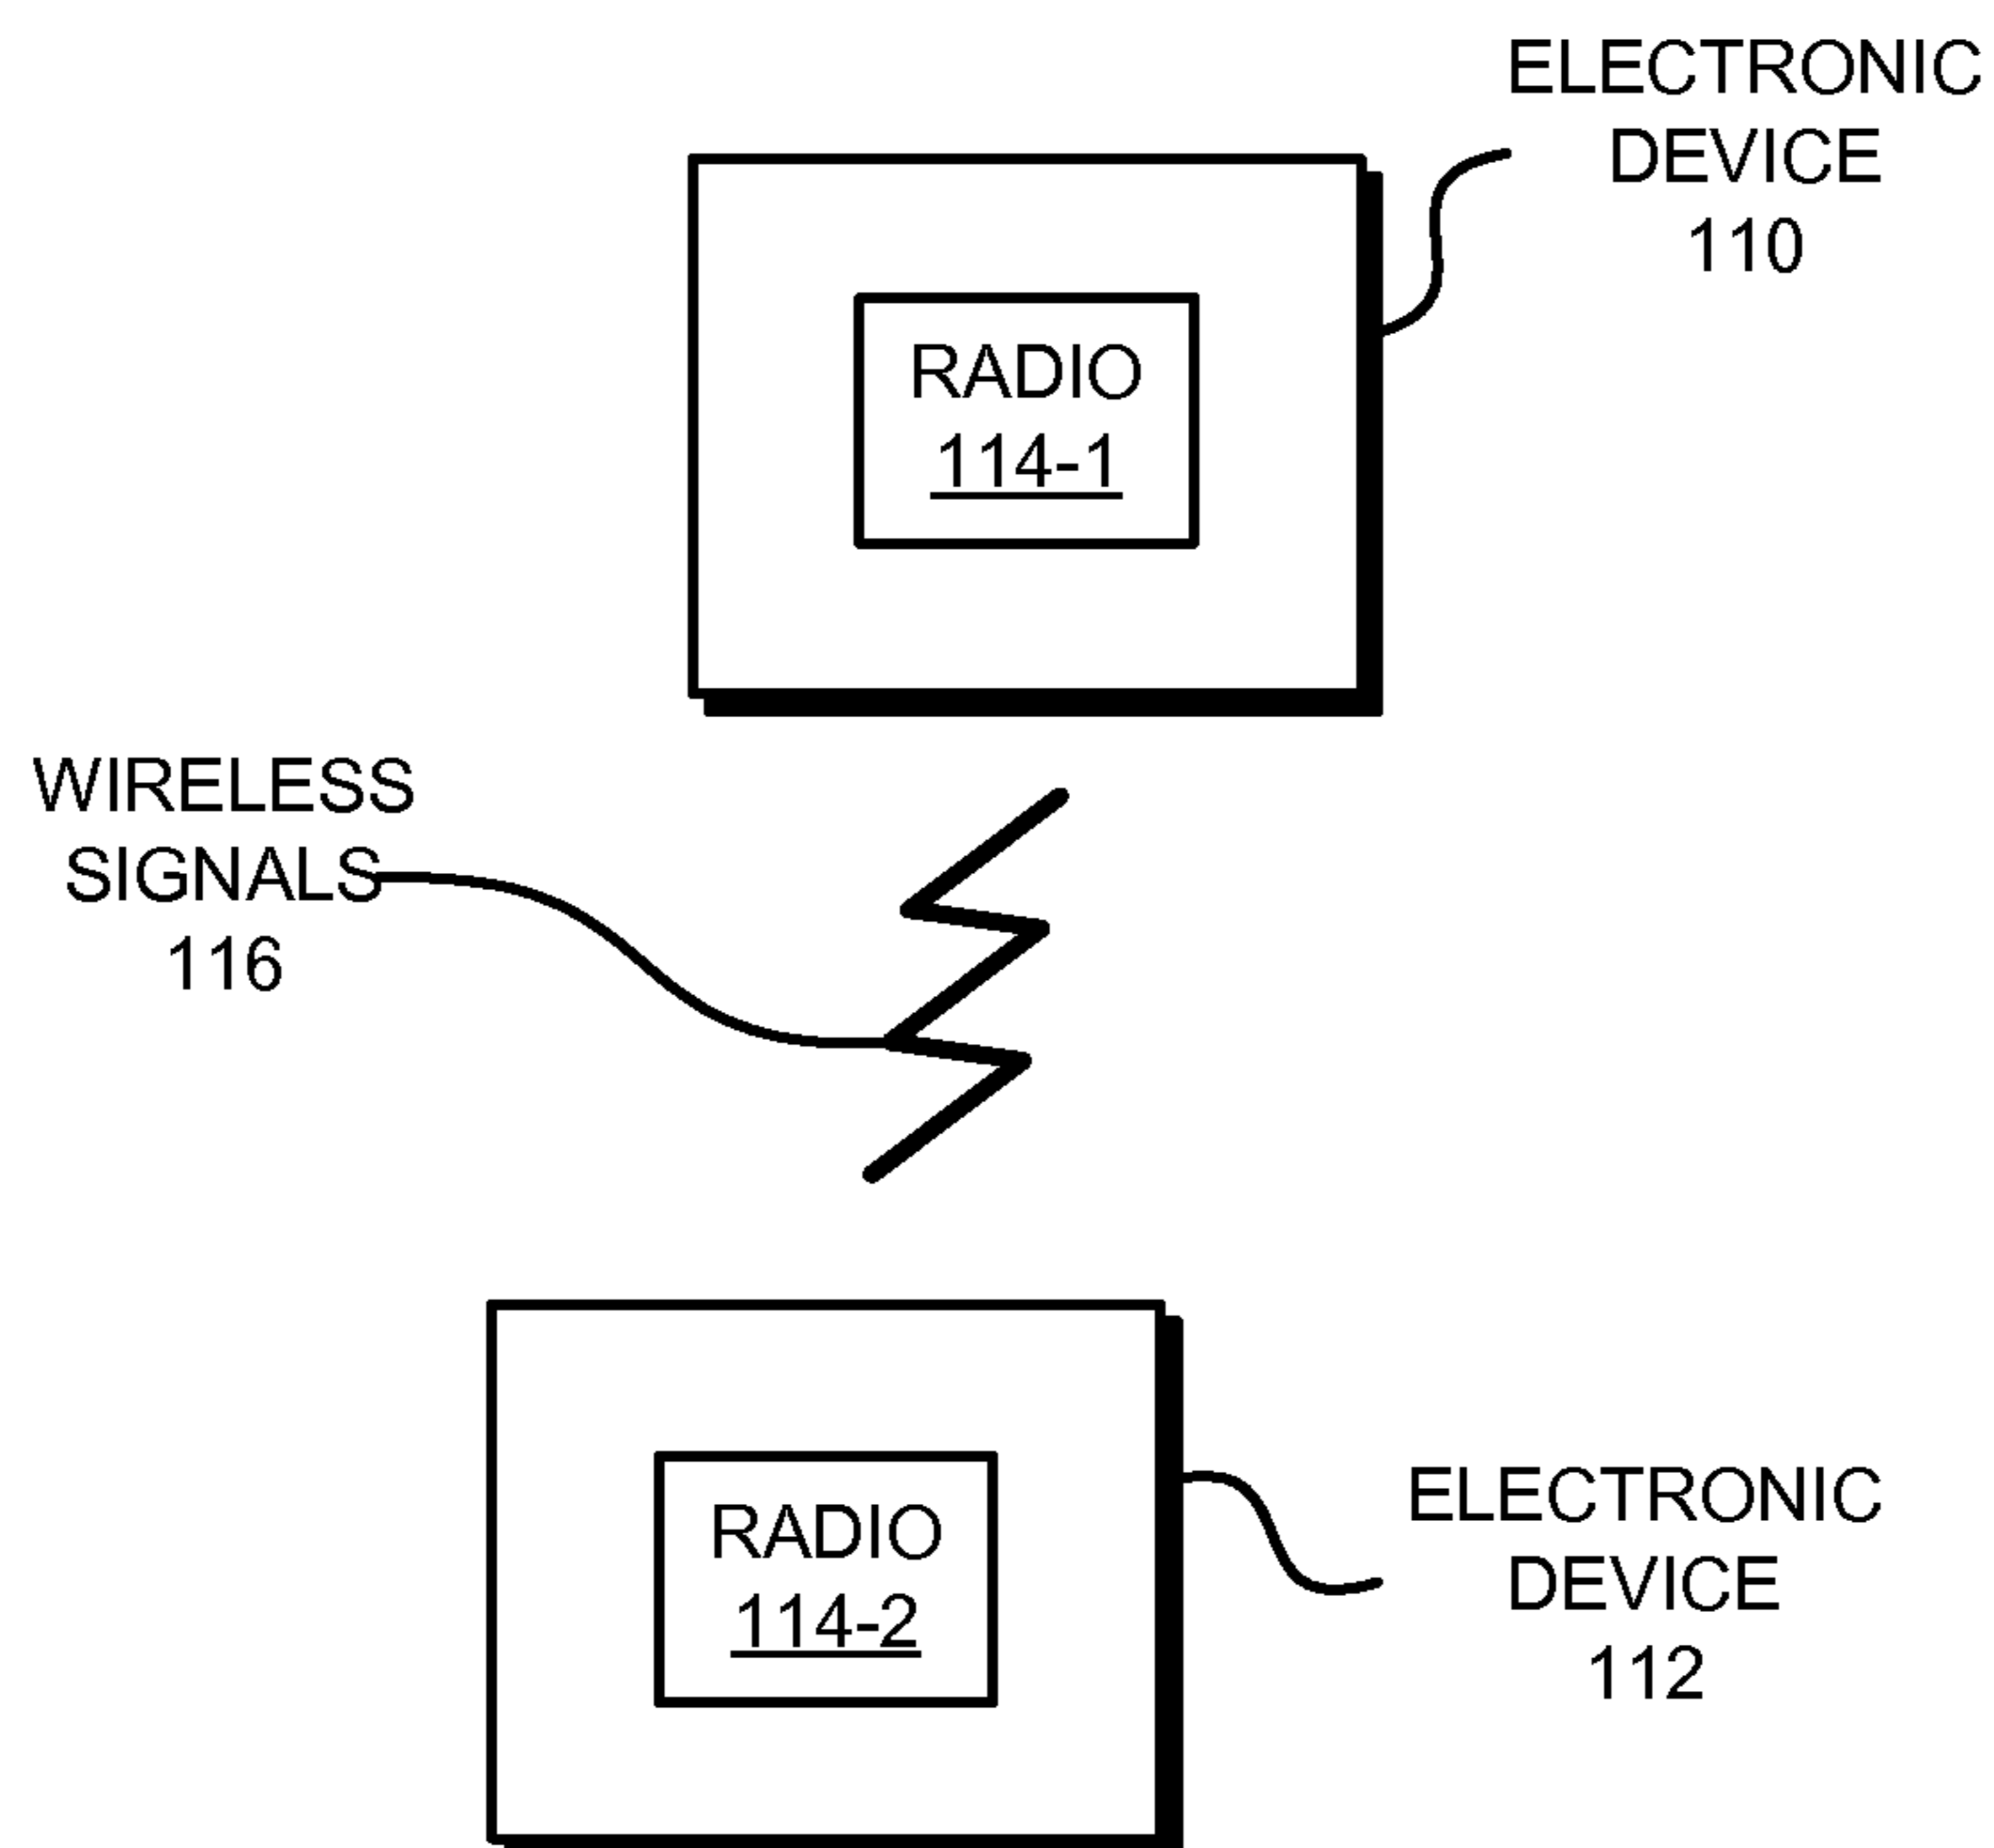 ELECTRONIC
DEVICE
110
RADIO
114-1
WIRELESS
SIGNALS
116
RADIO
114-2
ELECTRONIC
DEVICE
112